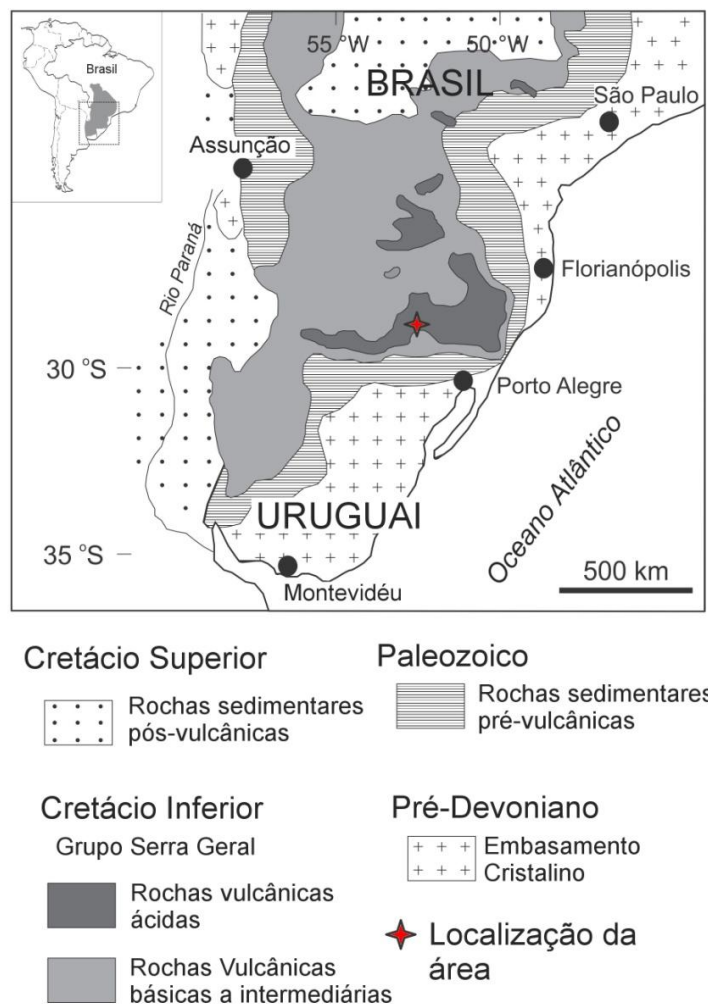 Brasil
55 °W
50 °W
BRASIL
São Paulo
Assunção
Rio Paraná
Florianópolis
30 °S
Porto Alegre
Oceano Atlântico
URUGUAI
35 °S
500 km
Montevidéu
Cretácio Superior
Rochas sedimentares
pós-vulcânicas
Paleozoico
Rochas sedimentares
pré-vulcânicas
Cretácio Inferior
Grupo Serra Geral
Rochas vulcânicas
ácidas
Rochas Vulcânicas
básicas a intermediárias
Pré-Devoniano
Embasamento
Cristalino
Localização da
área